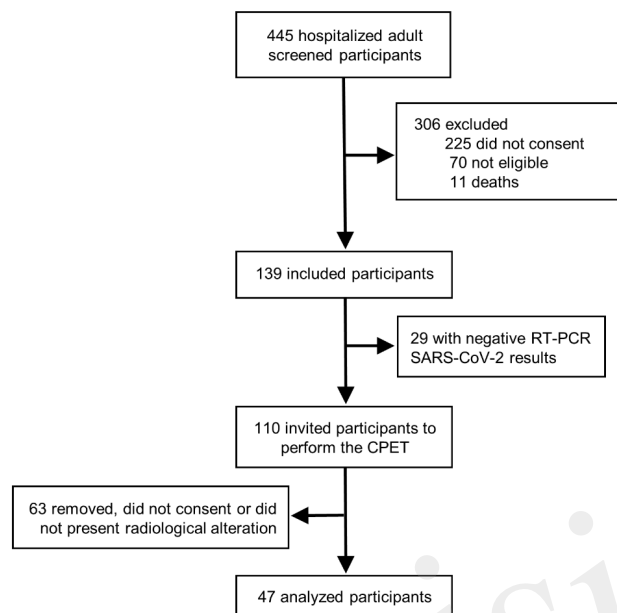 445 hospitalized adult
screened participants
306 excluded
225 did not consent
70 not eligible
11 deaths
139 included participants
29 with negative RT-PCR
SARS-CoV-2 results
110 invited participants to
perform the CPET
63 removed, did not consent or did
not present radiological alteration
47 analyzed participants